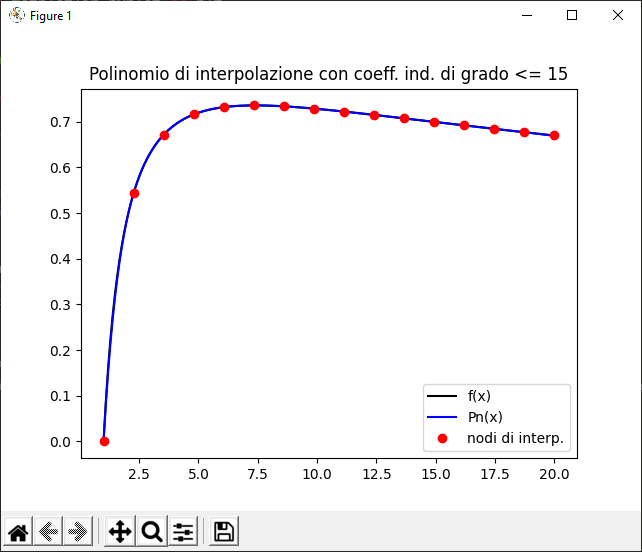 Figure 1
Polinomio di interpolazione con coeff. ind. di grado <= 15
0.7
0.6
0.5
0.4
0.3
0.2
0.1
0.0
f(x)
Pn(x)
nodi di interp.
2.5 5.0 7.5 10.0 12.5 15.0 17.5 20.0